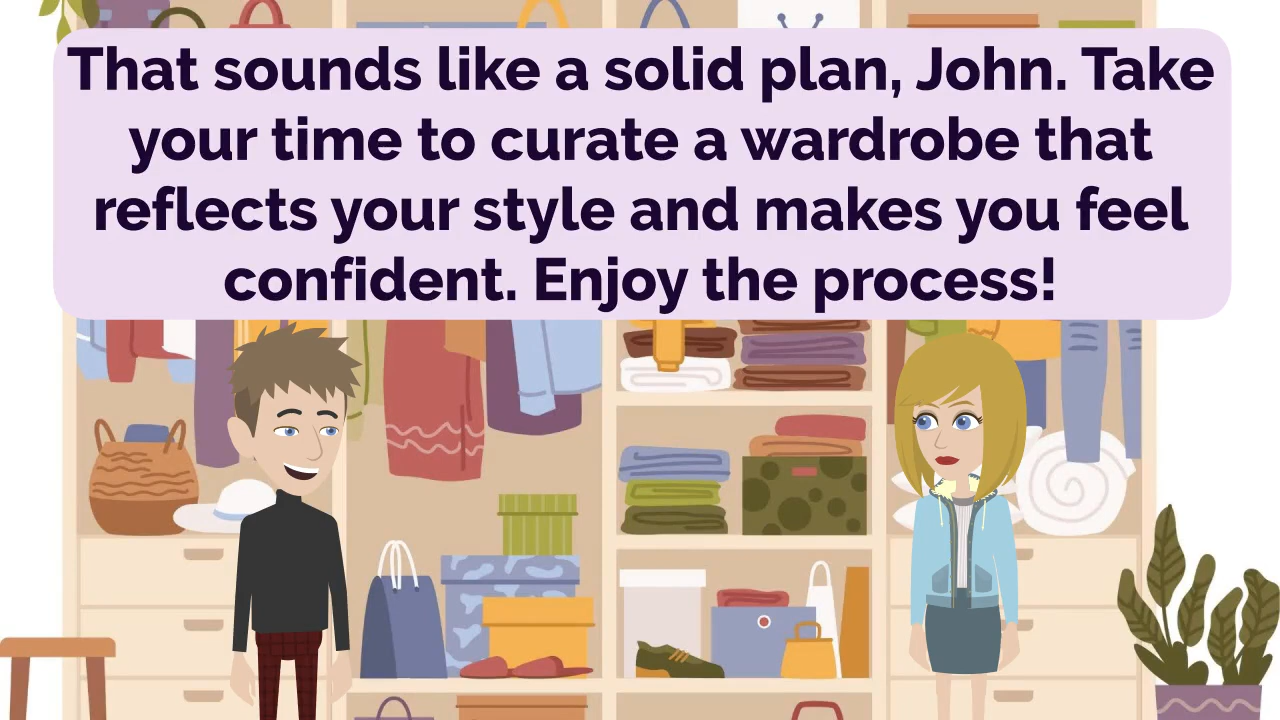 That sounds like a solid plan, John. Take
your time to curate a wardrobe that
reflects your style and makes you feel
confident. Enjoy the process!